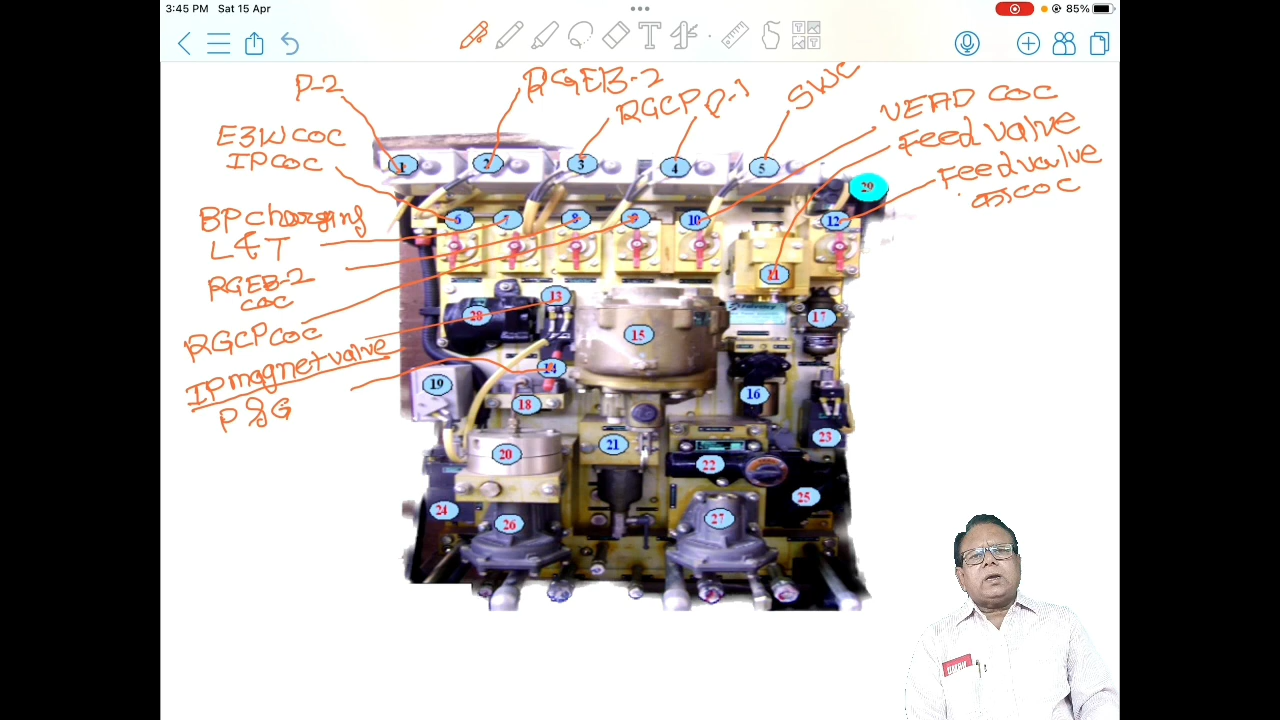 3:45 PM Sat 15 Apr
85%
P-2
RGEB-2
RGCP
P-1
SWC
VEAD COC
Feed valve
Feed valve
COC
E3W COC
IP COC
BP charging
L&T
RGEB-2
COC
RGCP COC
IP magnet valve
P8G
1
2
3
4
5
29
6
7
8
9
10
12
11
13
28
15
17
14
19
18
16
20
21
22
23
24
25
26
27